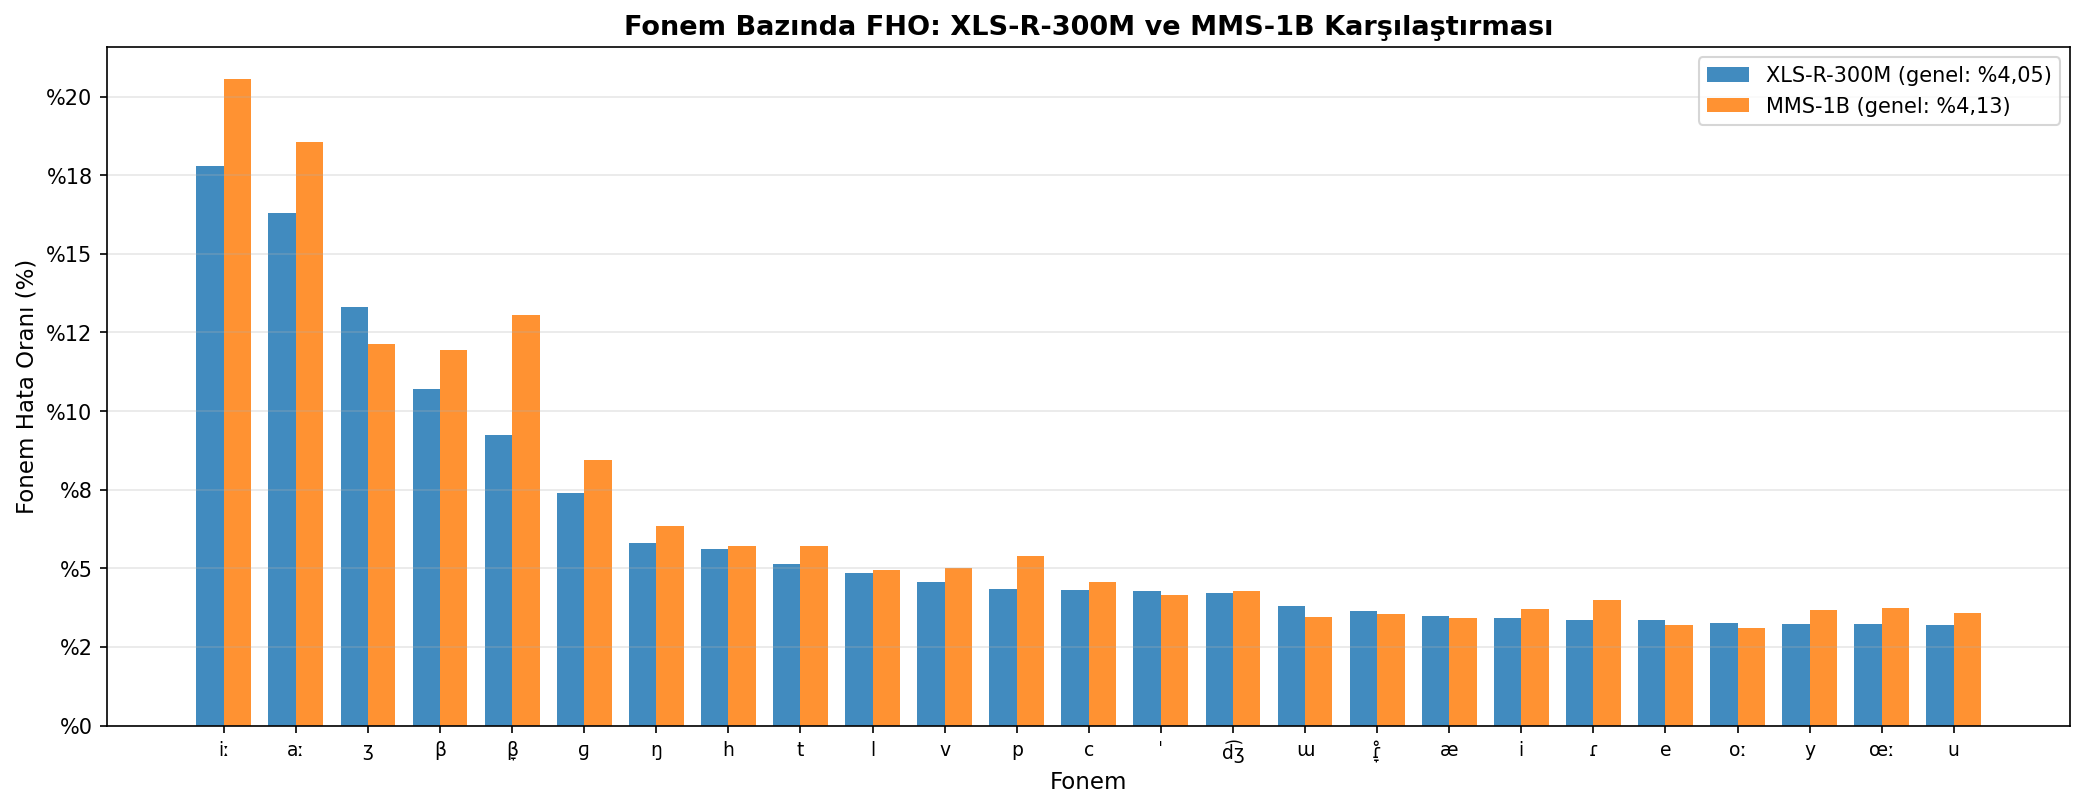 Fonem Bazında FHO: XLS-R-300M ve MMS-1B Karşılaştırması
XLS-R-300M (genel: %4,05)
MMS-1B (genel: %4,13)
Fonem Hata Oranı (%)
%20
%18
%15
%12
%10
%8
%5
%2
%0
iː aː ʒ β β̞ ɡ ŋ h t l v p c ˈ d͡ʒ ɯ ɾ̞̊ æ i ɾ e oː y œː u
Fonem